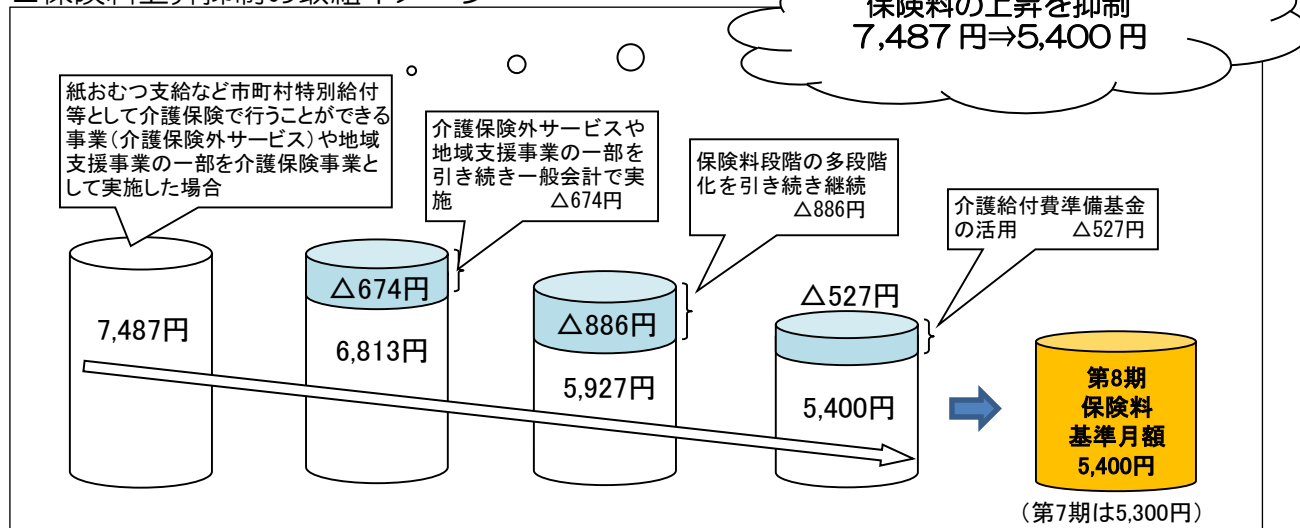 保険料の上昇を抑制
7,487円⇒5,400円
紙おむつ支給など市町村特別給付
等として介護保険で行うことができる
事業(介護保険外サービス)や地域
支援事業の一部を介護保険事業と
して実施した場合
介護保険外サービスや
地域支援事業の一部を
引き続き一般会計で実
施 △674円
保険料段階の多段階
化を引き続き継続
△886円
介護給付費準備基金
の活用 △527円
7,487円
△674円
6,813円
△886円
5,927円
△527円
5,400円
第8期
保険料
基準月額
5,400円
(第7期は5,300円)